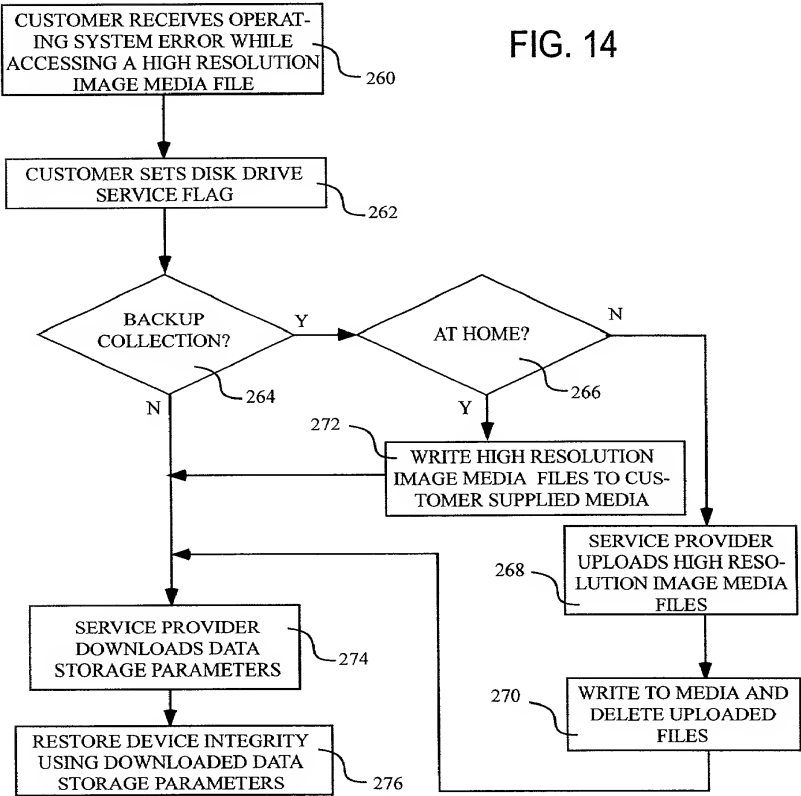 CUSTOMER RECEIVES OPERAT-
ING SYSTEM ERROR WHILE
ACCESSING A HIGH RESOLUTION
IMAGE MEDIA FILE
260
FIG. 14
CUSTOMER SETS DISK DRIVE
SERVICE FLAG
262
BACKUP
COLLECTION?
264
Y
N
AT HOME?
266
N
Y
272
WRITE HIGH RESOLUTION
IMAGE MEDIA FILES TO CUS-
TOMER SUPPLIED MEDIA
268
SERVICE PROVIDER
UPLOADS HIGH RESO-
LUTION IMAGE MEDIA
FILES
SERVICE PROVIDER
DOWNLOADS DATA
STORAGE PARAMETERS
274
270
WRITE TO MEDIA AND
DELETE UPLOADED
FILES
RESTORE DEVICE INTEGRITY
USING DOWNLOADED DATA
STORAGE PARAMETERS
276